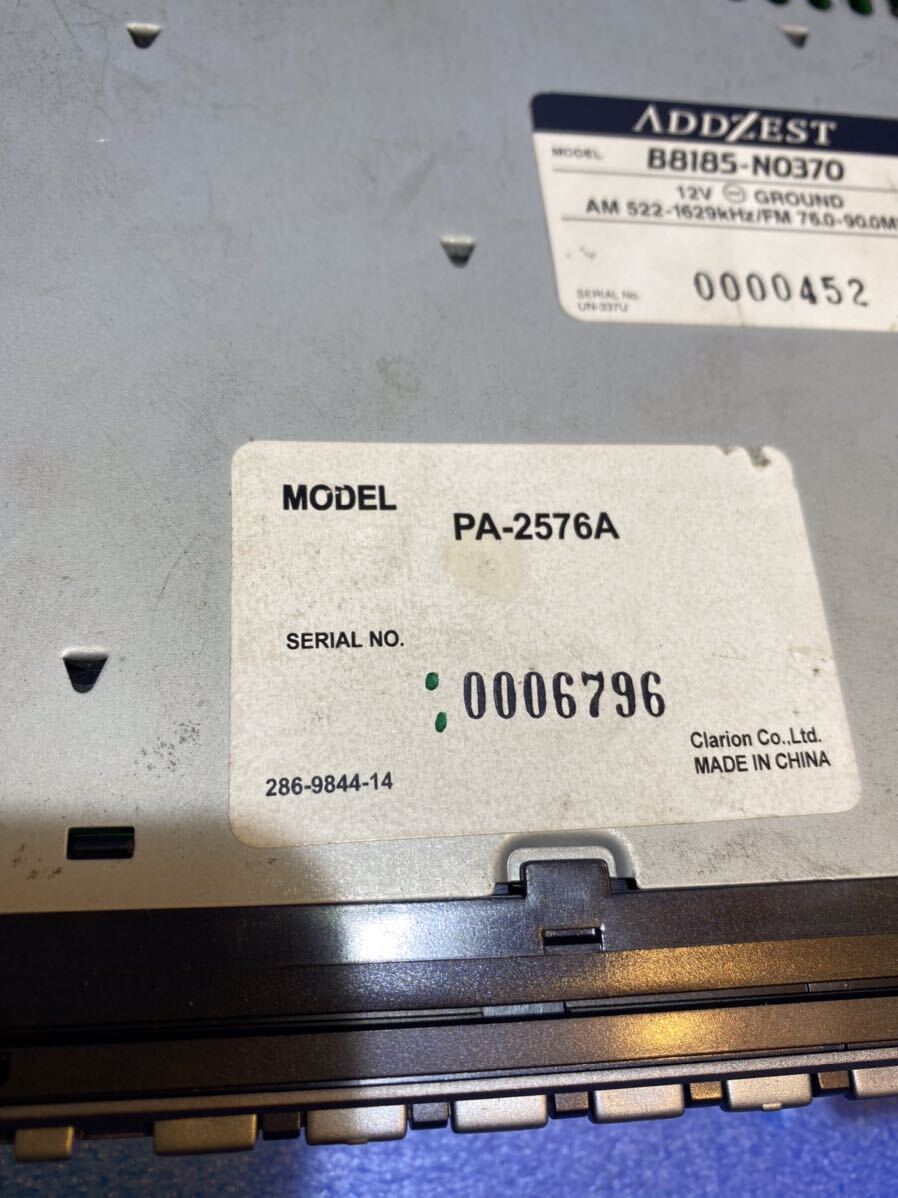 ADDZEST
MODEL B8185-N0370
12V ⊖ GROUND
AM 522-1629kHz/FM 76.0-90.0M
0000452
SERIAL No.
UN-337U
MODEL
PA-2576A
SERIAL NO.
0006796
Clarion Co.,Ltd.
286-9844-14
MADE IN CHINA